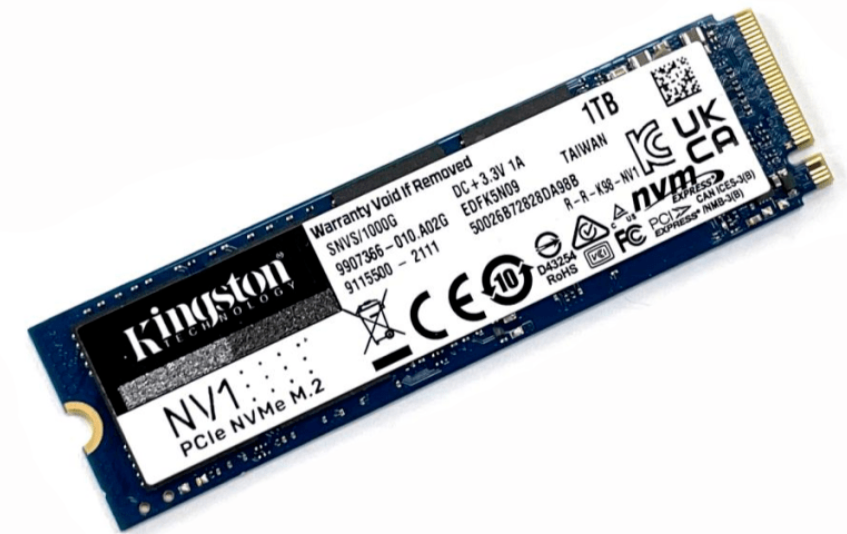 Kingston
TECHNOLOGY
NV1
PCIe NVMe M.2
Warranty Void If Removed
SNVS/1000G
9907366 - 010.A02G
9115500 - 2111
DC+3.3V 1A
EDFK5N09
50026B72828DA98B
1TB
TAIWAN
R-R-K98-NV1
UK
CA
nvm
EXPRESS
CAN ICES-3(B)
/NMB-3(B)
PCI
EXPRESS
CE
10
D43254
RoHS
VCI
FC
c us